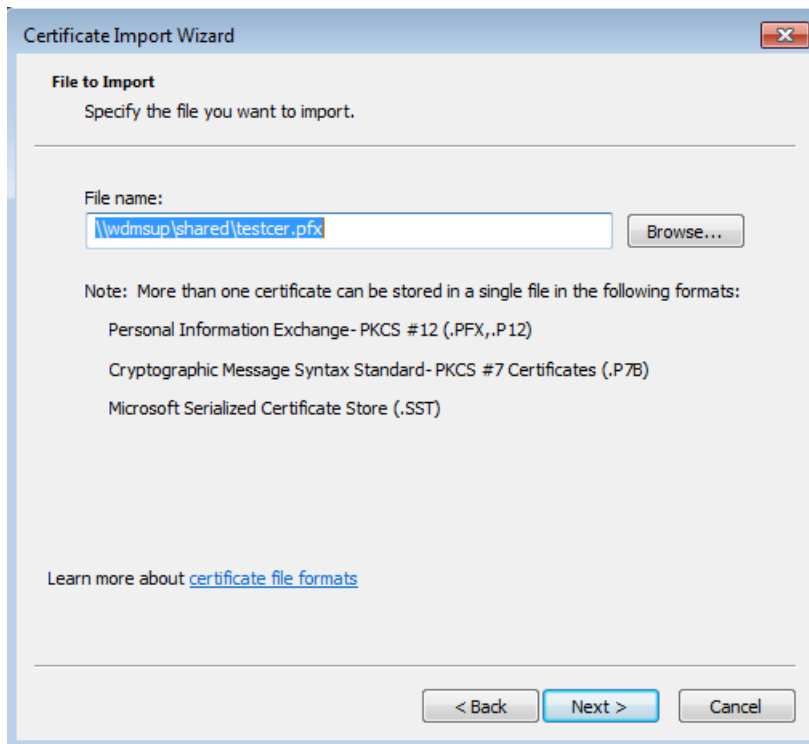 Certificate Import Wizard
File to Import
Specify the file you want to import.
File name:
\\wdmsup\shared\testcer.pfx
Browse...
Note: More than one certificate can be stored in a single file in the following formats:
Personal Information Exchange- PKCS #12 (.PFX,.P12)
Cryptographic Message Syntax Standard- PKCS #7 Certificates (.P7B)
Microsoft Serialized Certificate Store (.SST)
Learn more about certificate file formats
< Back
Next >
Cancel